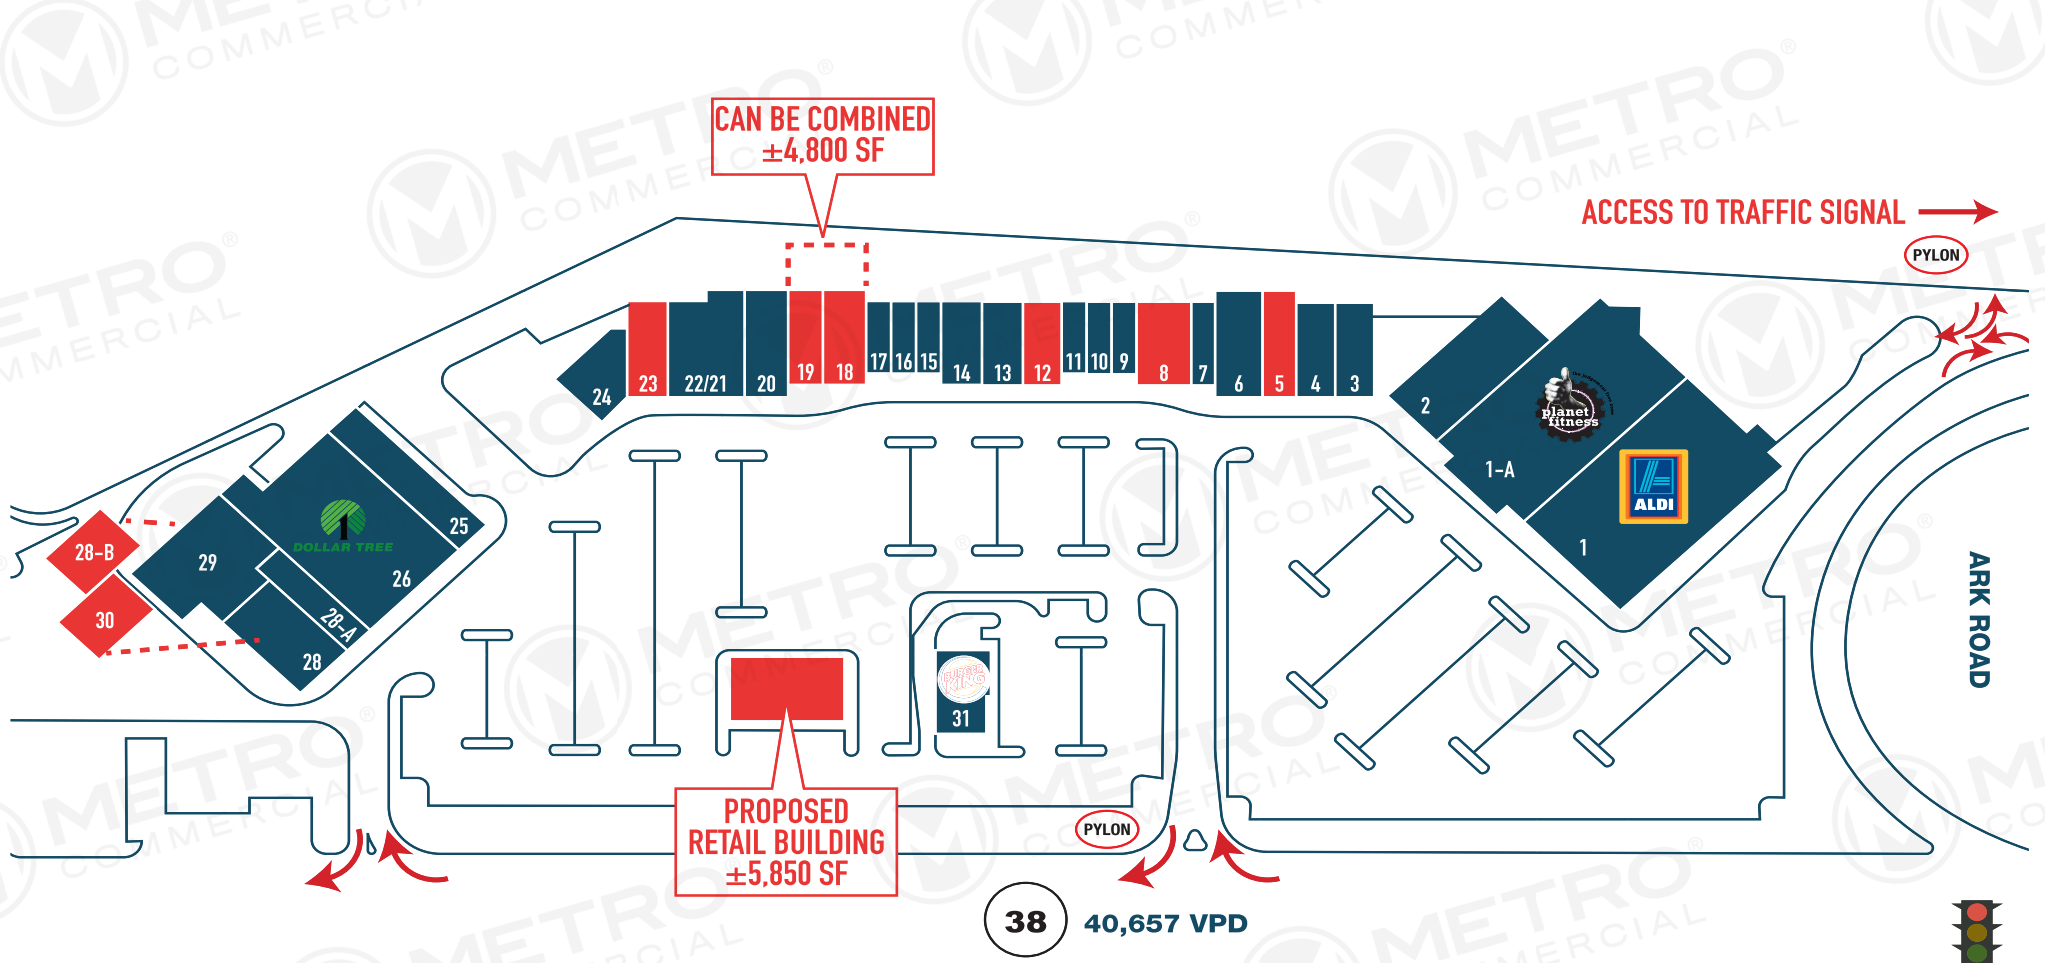 CAN BE COMBINED
±4,800 SF
ACCESS TO TRAFFIC SIGNAL
PYLON
24
23
22/21
20
19
18
17
16
15
14
13
12
11
10
9
8
7
6
5
4
3
2
planet
fitness
1-A
ALDI
1
25
DOLLAR TREE
26
28-B
29
30
28-A
28
BURGER
KING
31
ARK ROAD
PROPOSED
RETAIL BUILDING
±5,850 SF
PYLON
38
40,657 VPD
METRO®
COMMERCIAL